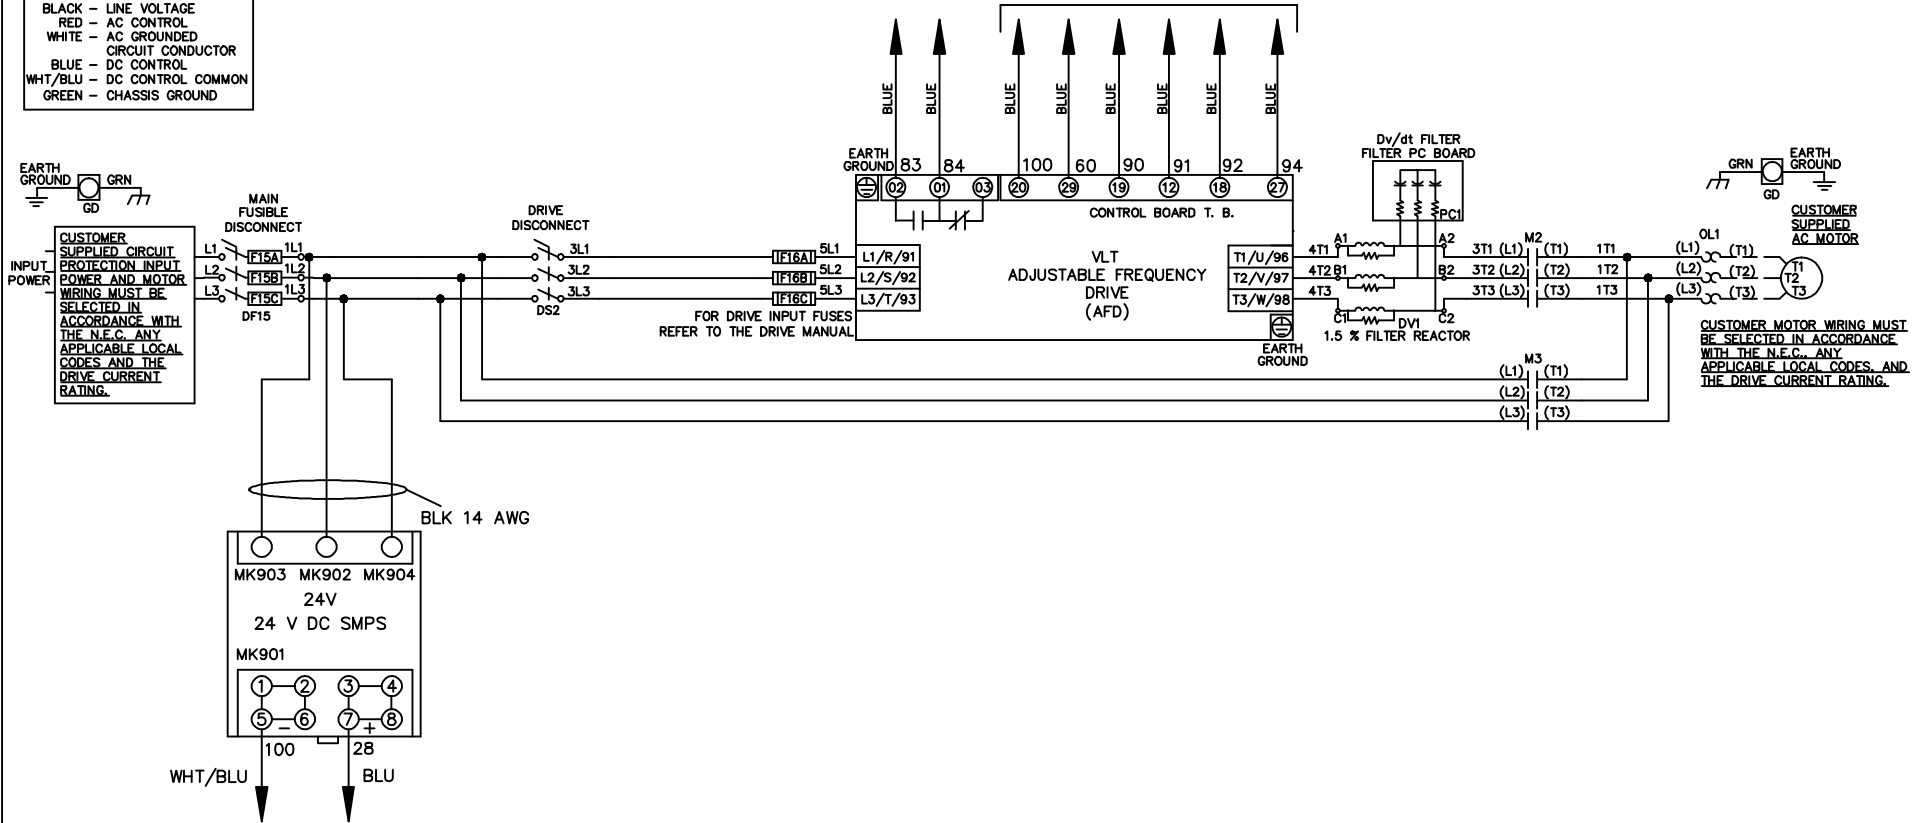 BLACK – LINE VOLTAGE
RED – AC CONTROL
WHITE – AC GROUNDED
CIRCUIT CONDUCTOR
BLUE – DC CONTROL
WHT/BLU – DC CONTROL COMMON
GREEN – CHASSIS GROUND
BLUE
BLUE
BLUE
BLUE
BLUE
BLUE
BLUE
BLUE
EARTH
GROUND
83
84
100
60
90
91
92
94
02
01
03
20
29
19
12
18
27
CONTROL BOARD T. B.
Dv/dt FILTER
FILTER PC BOARD
PC1
EARTH
GROUND
GRN
GD
GRN
EARTH
GROUND
GD
INPUT
POWER
CUSTOMER
SUPPLIED CIRCUIT
PROTECTION INPUT
POWER AND MOTOR
WIRING MUST BE
SELECTED IN
ACCORDANCE WITH
THE N.E.C. ANY
APPLICABLE LOCAL
CODES AND THE
DRIVE CURRENT
RATING.
MAIN
FUSIBLE
DISCONNECT
L1
F15A
1L1
L2
F15B
1L2
L3
F15C
1L3
DF15
DRIVE
DISCONNECT
3L1
3L2
3L3
DS2
F16A
5L1
F16B
5L2
F16C
5L3
FOR DRIVE INPUT FUSES
REFER TO THE DRIVE MANUAL
L1/R/91
L2/S/92
L3/T/93
VLT
ADJUSTABLE FREQUENCY
DRIVE
(AFD)
T1/U/96
T2/V/97
T3/W/98
EARTH
GROUND
4T1
A1
A2
4T2
B1
B2
4T3
C1
C2
DV1
1.5 % FILTER REACTOR
M2
3T1 (L1) (T1) 1T1
3T2 (L2) (T2) 1T2
3T3 (L3) (T3) 1T3
OL1
(L1) (T1)
(L2) (T2)
(L3) (T3)
CUSTOMER
SUPPLIED
AC MOTOR
T1
T2
T3
CUSTOMER MOTOR WIRING MUST
BE SELECTED IN ACCORDANCE
WITH THE N.E.C., ANY
APPLICABLE LOCAL CODES, AND
THE DRIVE CURRENT RATING.
M3
(L1) (T1)
(L2) (T2)
(L3) (T3)
BLK 14 AWG
MK903 MK902 MK904
24V
24 V DC SMPS
MK901
1 2 3 4
5 6 7 8
– +
100
28
WHT/BLU
BLU